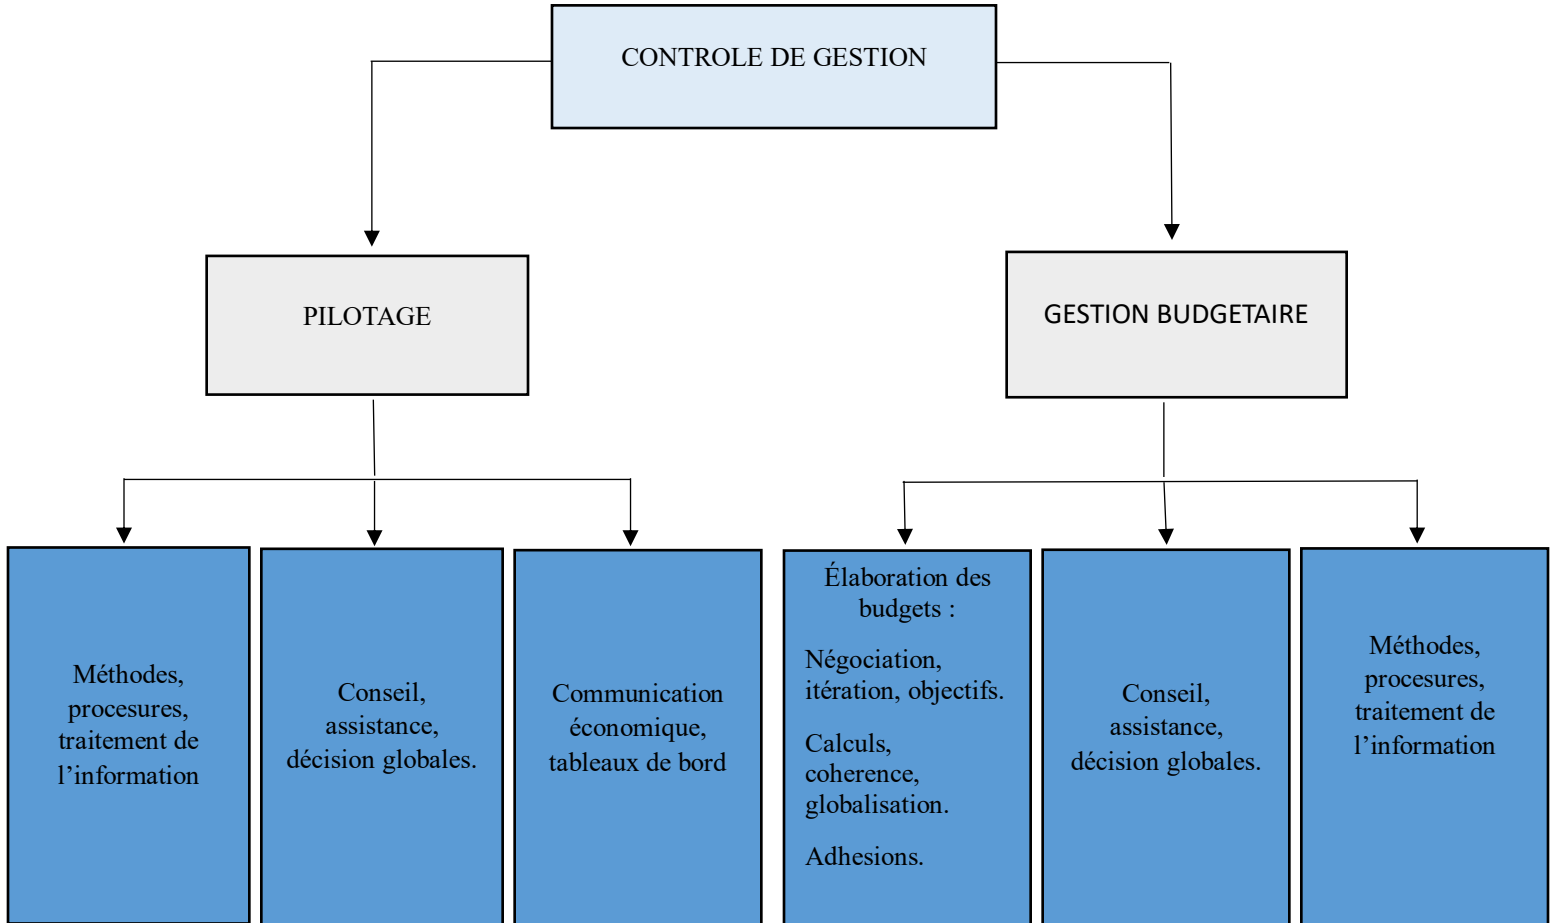 CONTROLE DE GESTION
PILOTAGE
GESTION BUDGETAIRE
Méthodes,
procesures,
traitement de
l’information
Conseil,
assistance,
décision globales.
Communication
économique,
tableaux de bord
Élaboration des
budgets :
Négociation,
itération, objectifs.
Calculs,
coherence,
globalisation.
Adhesions.
Conseil,
assistance,
décision globales.
Méthodes,
procesures,
traitement de
l’information